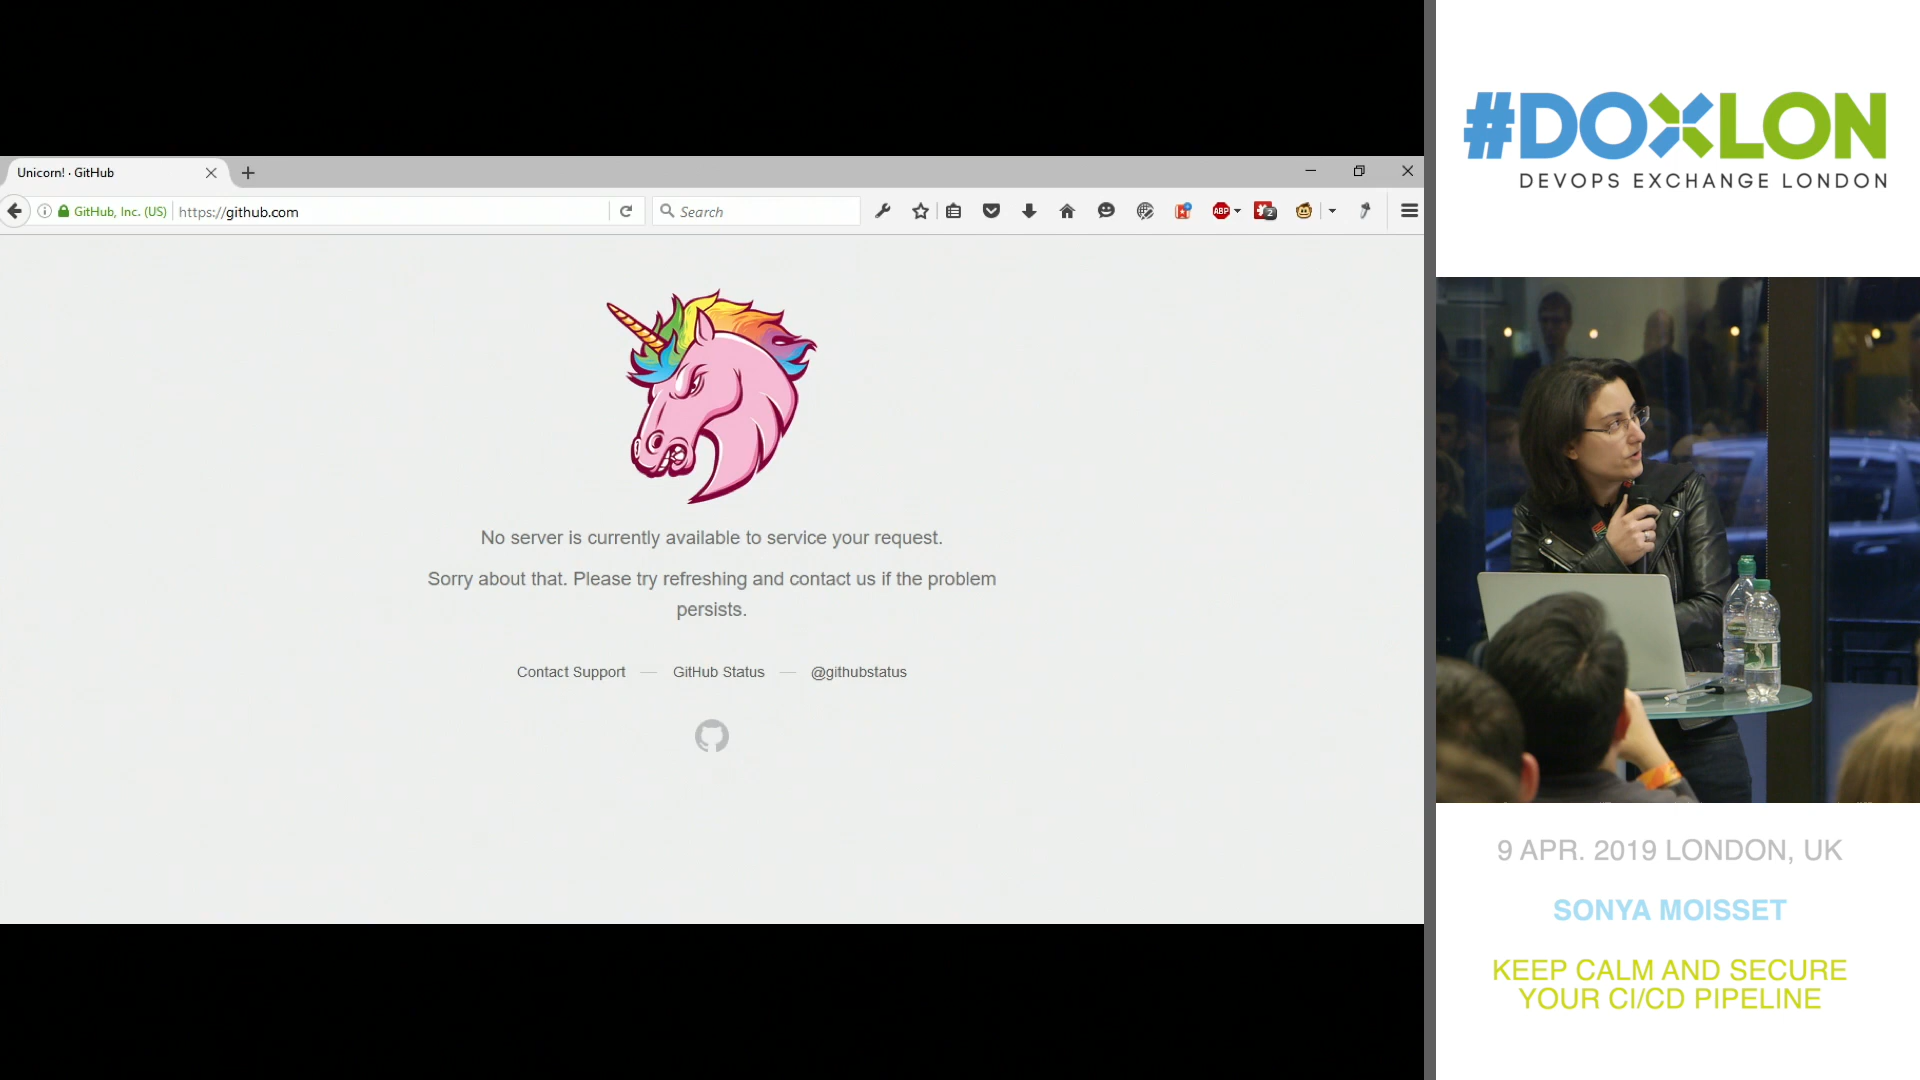 Unicorn! · GitHub
GitHub, Inc. (US)
https://github.com
Search
ABP
2
No server is currently available to service your request.
Sorry about that. Please try refreshing and contact us if the problem
persists.
Contact Support — GitHub Status — @githubstatus
#DOXLON
DEVOPS EXCHANGE LONDON
9 APR. 2019 LONDON, UK
SONYA MOISSET
KEEP CALM AND SECURE
YOUR CI/CD PIPELINE